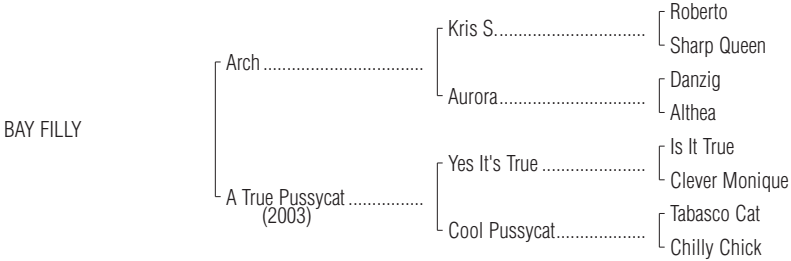 Roberto
Kris S..............................
Sharp Queen
Arch ................................
Danzig
Aurora..............................
Althea
BAY FILLY
Is It True
Yes It's True .....................
Clever Monique
A True Pussycat ...............
(2003)
Tabasco Cat
Cool Pussycat..................
Chilly Chick